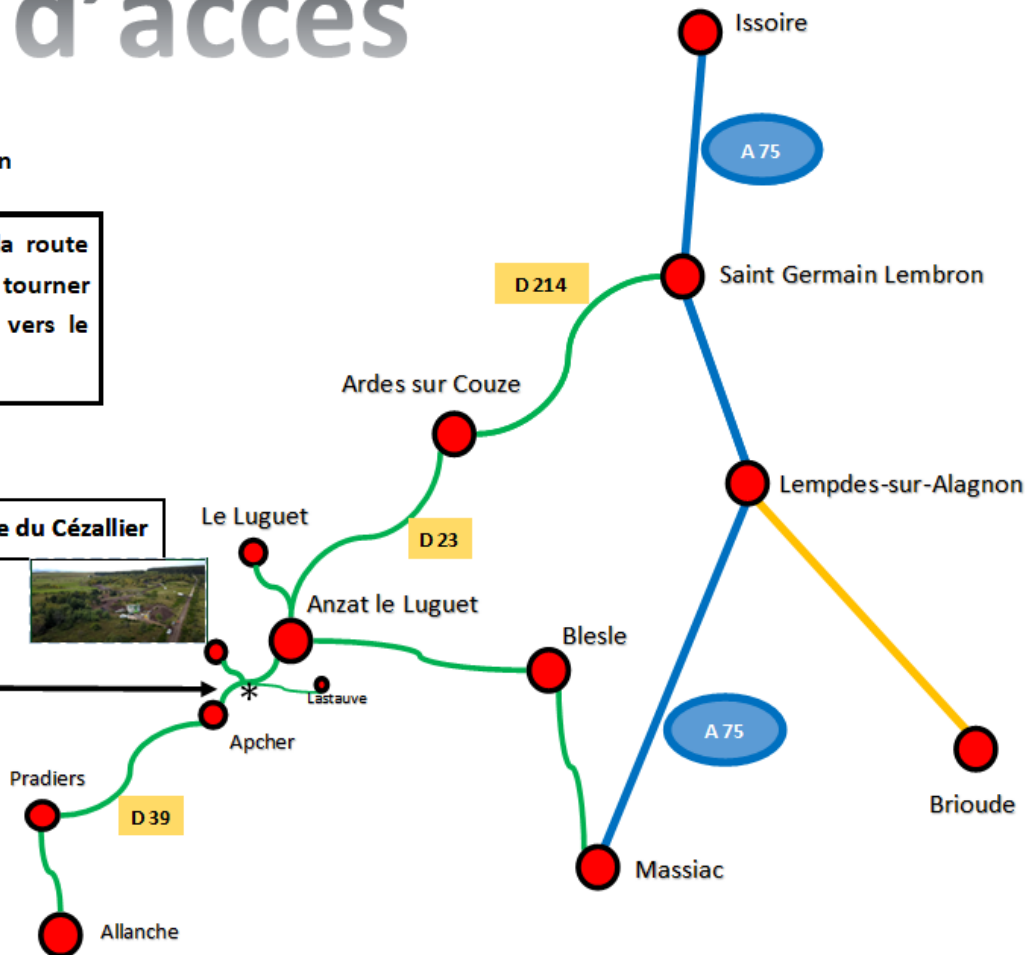 d'accès
Issoire
A 75
n
la route
tourner
vers le
D 214
Saint Germain Lembron
Ardes sur Couze
Lempdes-sur-Alagnon
e du Cézallier
Le Luguet
D 23
Anzat le Luguet
Blesle
*
Lastauve
Apcher
A 75
Pradiers
D 39
Brioude
Massiac
Allanche